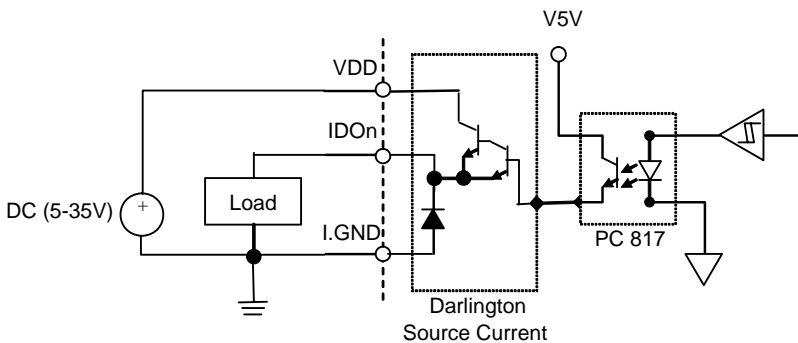 V5V
VDD
IDOn
DC (5-35V)
+
Load
I.GND
PC 817
Darlington
Source Current